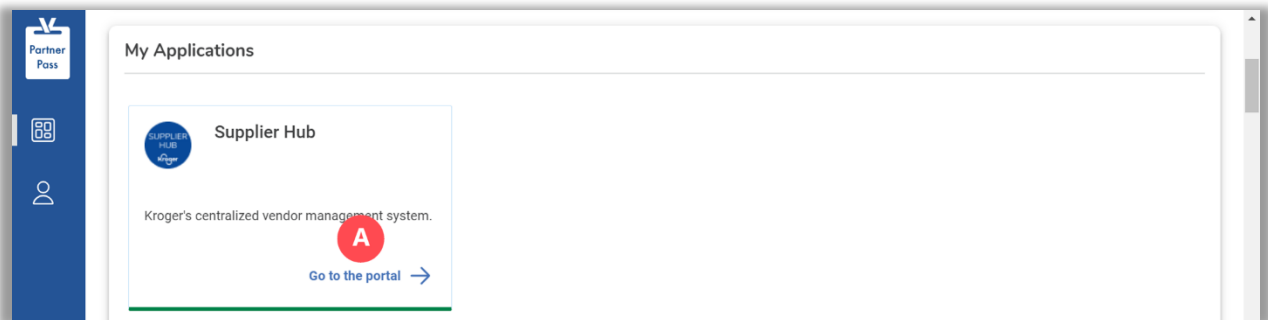 Partner
Pass
My Applications
SUPPLIER
HUB
Kroger
Supplier Hub
Kroger's centralized vendor management system.
A
Go to the portal